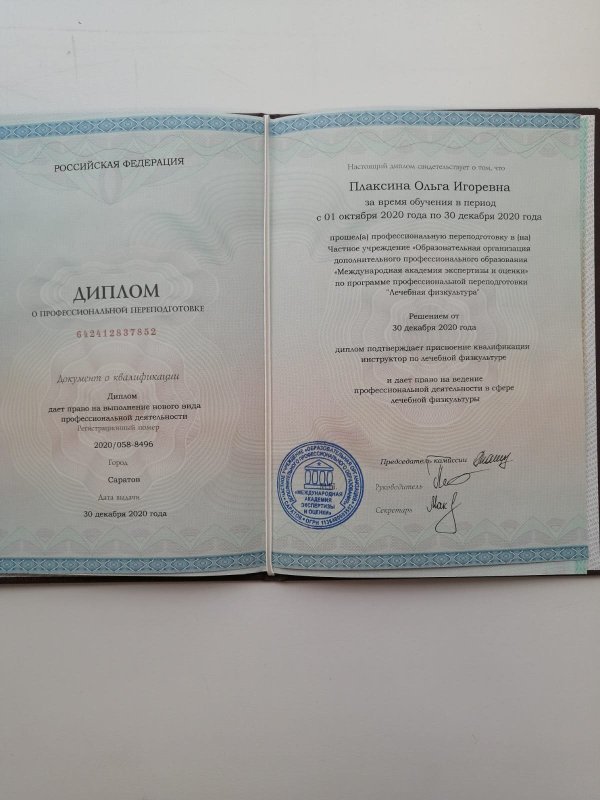 РОССИЙСКАЯ ФЕДЕРАЦИЯ
ДИПЛОМ
О ПРОФЕССИОНАЛЬНОЙ ПЕРЕПОДГОТОВКЕ
642412837852
Документ о квалификации
Диплом
дает право на выполнение нового вида
профессиональной деятельности
Регистрационный номер
2020/058-8496
Город
Саратов
Дата выдачи
30 декабря 2020 года
Настоящий диплом свидетельствует о том, что
Плаксина Ольга Игоревна
за время обучения в период
с 01 октября 2020 года по 30 декабря 2020 года
прошел(а) профессиональную переподготовку в (на)
Частное учреждение «Образовательная организация
дополнительного профессионального образования
«Международная академия экспертизы и оценки»
по программе профессиональной переподготовки
"Лечебная физкультура"
Решением от
30 декабря 2020 года
диплом подтверждает присвоение квалификации
инструктор по лечебной физкультуре
и дает право на ведение
профессиональной деятельности в сфере
лечебной физкультуры
Председатель комиссии
Руководитель
Секретарь
«МЕЖДУНАРОДНАЯ
АКАДЕМИЯ
ЭКСПЕРТИЗЫ
И ОЦЕНКИ»